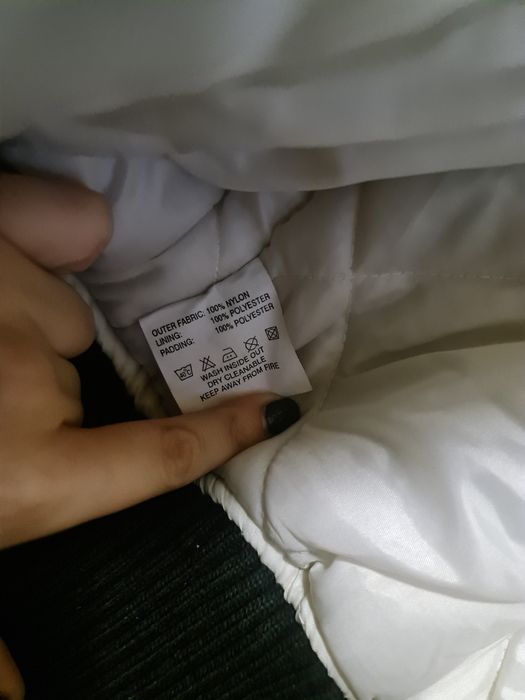 OUTER FABRIC: 100% NYLON
LINING: 100% POLYESTER
PADDING: 100% POLYESTER
WASH INSIDE OUT
DRY CLEANABLE
KEEP AWAY FROM FIRE